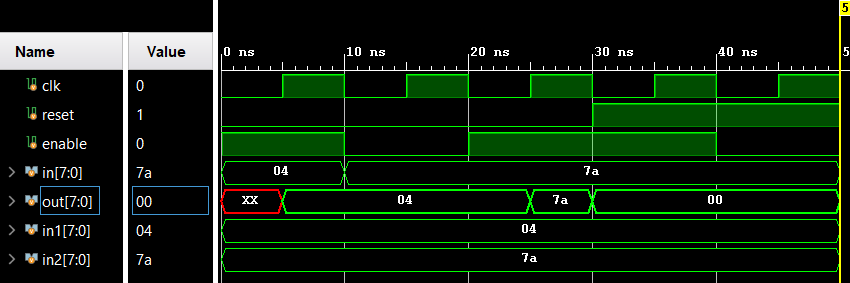 5
Name Value
0 ns 10 ns 20 ns 30 ns 40 ns 5
clk 0
reset 1
enable 0
in[7:0] 7a 04 7a
out[7:0] 00 XX 04 7a 00
in1[7:0] 04 04
in2[7:0] 7a 7a